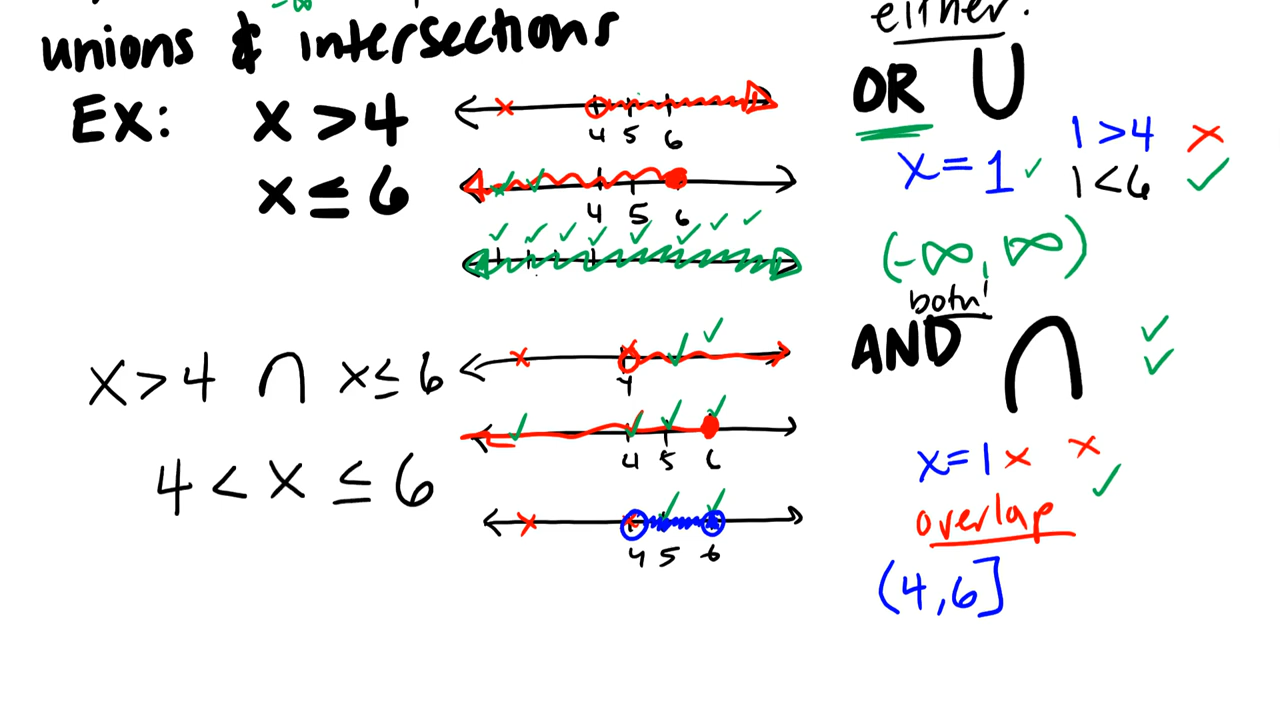 -∞
unions & intersections
either!
EX: x > 4
4 5 6
OR ∪
1 > 4 ×
x ≤ 6
4 5 6
x = 1 ✓
1 < 6 ✓
(-∞, ∞)
both!
AND ∩ ✓
✓
x > 4 ∩ x ≤ 6
4
4 5 6
x = 1 × ×
✓
4 < x ≤ 6
overlap
4 5 6
(4, 6]